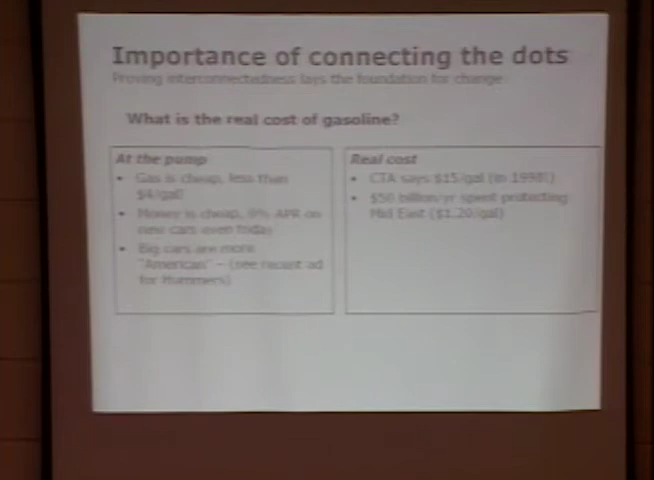 Importance of connecting the dots
Proving interconnectedness lays the foundation for change
What is the real cost of gasoline?
At the pump
• Gas is cheap, less than
$4/gal!
• Money is cheap, 0% APR on
new cars even today
• Big cars are more
"American" – (see recent ad
for Hummers)
Real cost
• CTA says $15/gal (in 1998!)
• $50 billion/yr spent protecting
Mid East ($1.20/gal)